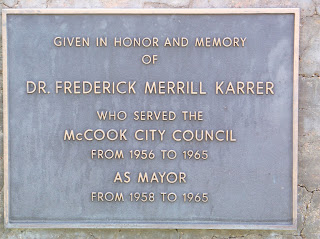 GIVEN IN HONOR AND MEMORY
OF
DR. FREDERICK MERRILL KARRER
WHO SERVED THE
McCOOK CITY COUNCIL
FROM 1956 TO 1965
AS MAYOR
FROM 1958 TO 1965